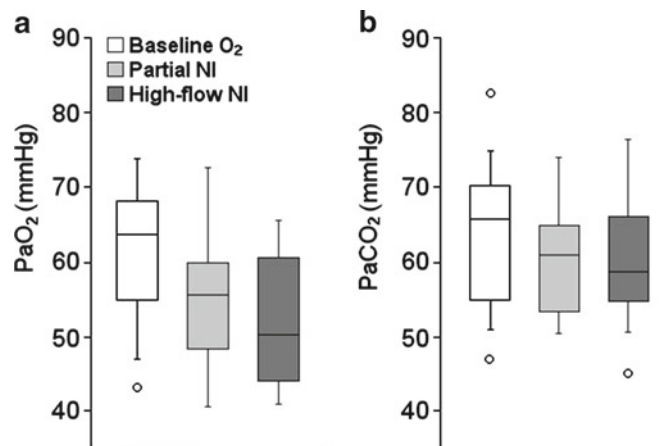 a
90
80
70
60
50
40
PaO₂ (mmHg)
Baseline O₂
Partial NI
High-flow NI
b
90
80
70
60
50
40
PaCO₂ (mmHg)